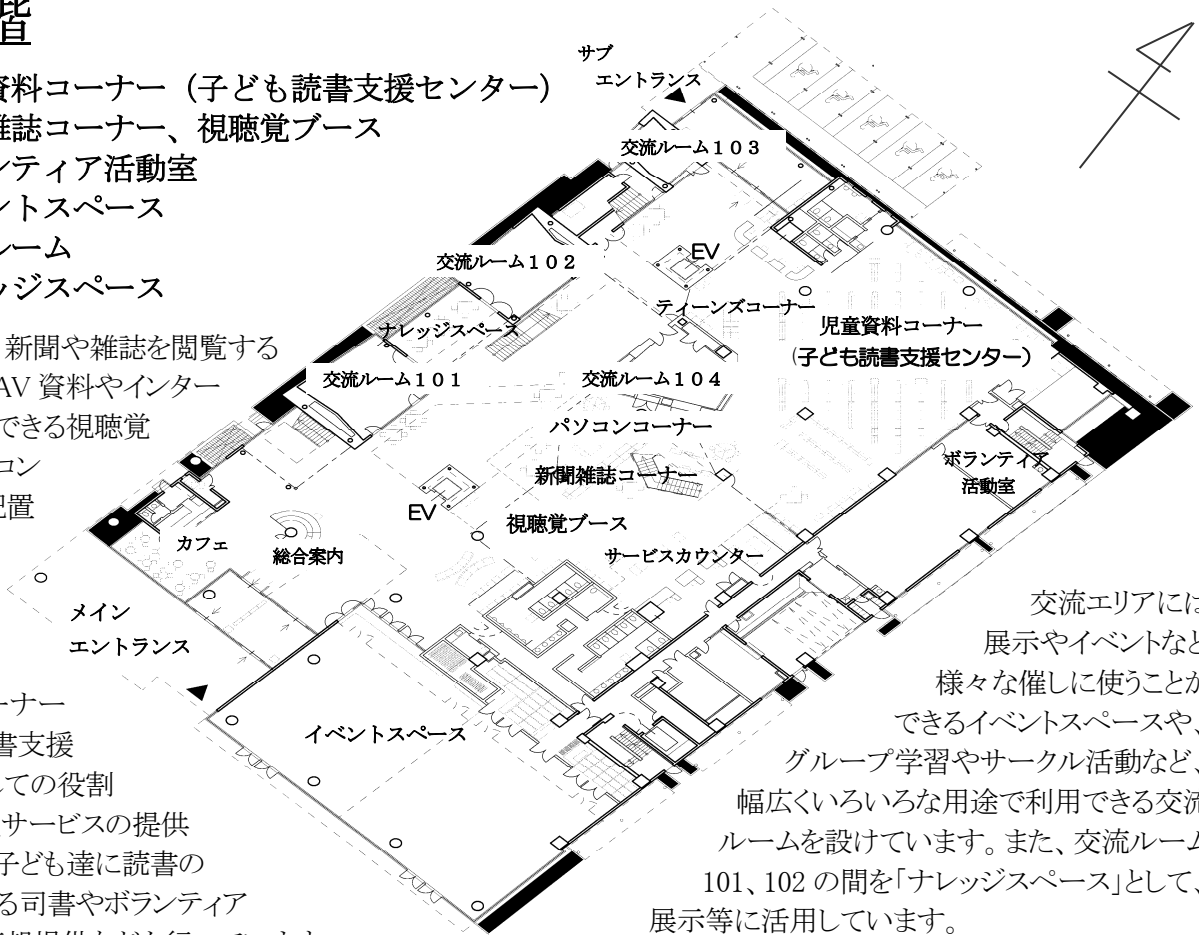 階
資料コーナー（子ども読書支援センター）
雑誌コーナー、視聴覚ブース
ンティア活動室
ントスペース
ルーム
ッジスペース
新聞や雑誌を閲覧する
AV 資料やインター
できる視聴覚
コン
配置
サブ
エントランス
交流ルーム１０３
EV
交流ルーム１０２
ティーンズコーナー
ナレッジスペース
児童資料コーナー
（子ども読書支援センター）
交流ルーム１０１
交流ルーム１０４
パソコンコーナー
新聞雑誌コーナー
ボランティア
活動室
EV
視聴覚ブース
サービスカウンター
カフェ
総合案内
メイン
エントランス
イベントスペース
ーナー
書支援
しての役割
サービスの提供
子ども達に読書の
る司書やボランティア
交流エリアには
展示やイベントなど
様々な催しに使うことが
できるイベントスペースや、
グループ学習やサークル活動など、
幅広くいろいろな用途で利用できる交流
ルームを設けています。また、交流ルーム
101、102 の間を「ナレッジスペース」として、
展示等に活用しています。